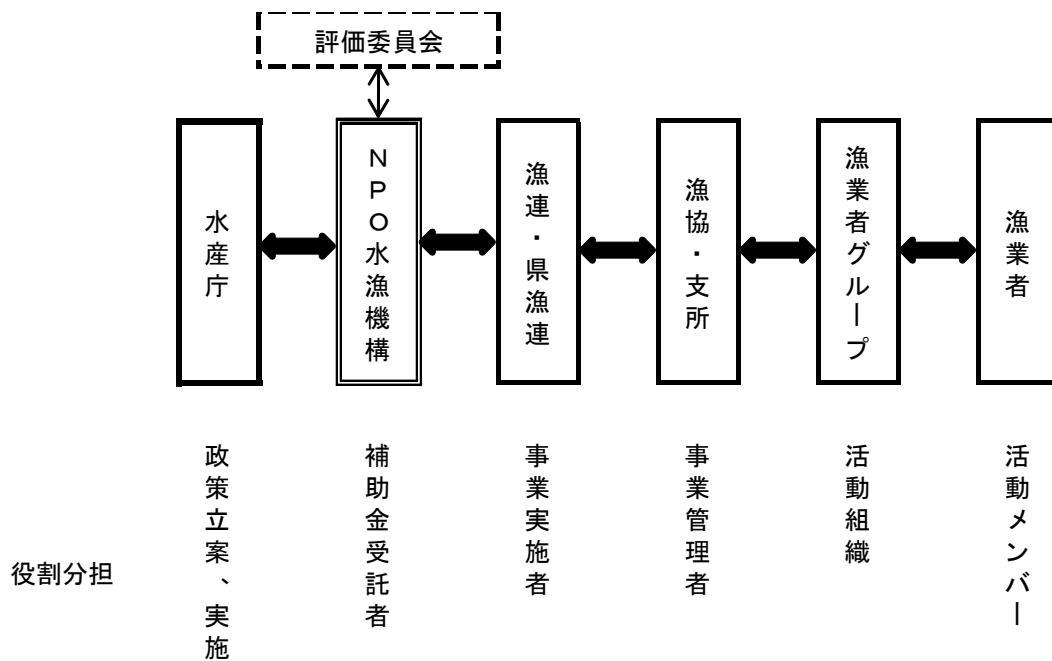 評価委員会
水産庁
NPO水漁機構
漁連・県漁連
漁協・支所
漁業者グループ
漁業者
役割分担
政策立案、実施
補助金受託者
事業実施者
事業管理者
活動組織
活動メンバー